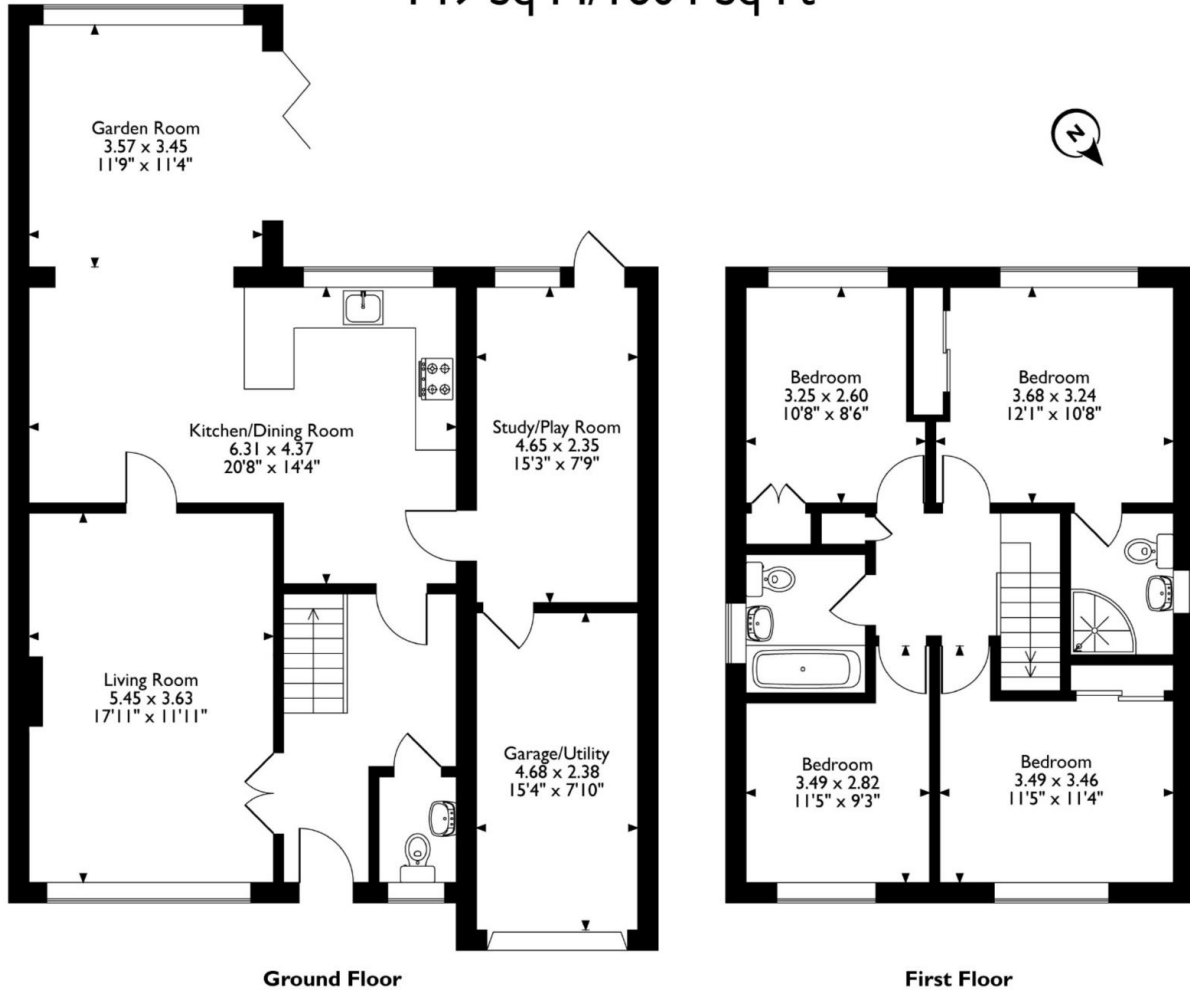 Garden Room
3.57 x 3.45
11'9" x 11'4"
N
Kitchen/Dining Room
6.31 x 4.37
20'8" x 14'4"
Study/Play Room
4.65 x 2.35
15'3" x 7'9"
Bedroom
3.25 x 2.60
10'8" x 8'6"
Bedroom
3.68 x 3.24
12'1" x 10'8"
Living Room
5.45 x 3.63
17'11" x 11'11"
Garage/Utility
4.68 x 2.38
15'4" x 7'10"
Bedroom
3.49 x 2.82
11'5" x 9'3"
Bedroom
3.49 x 3.46
11'5" x 11'4"
Ground Floor
First Floor